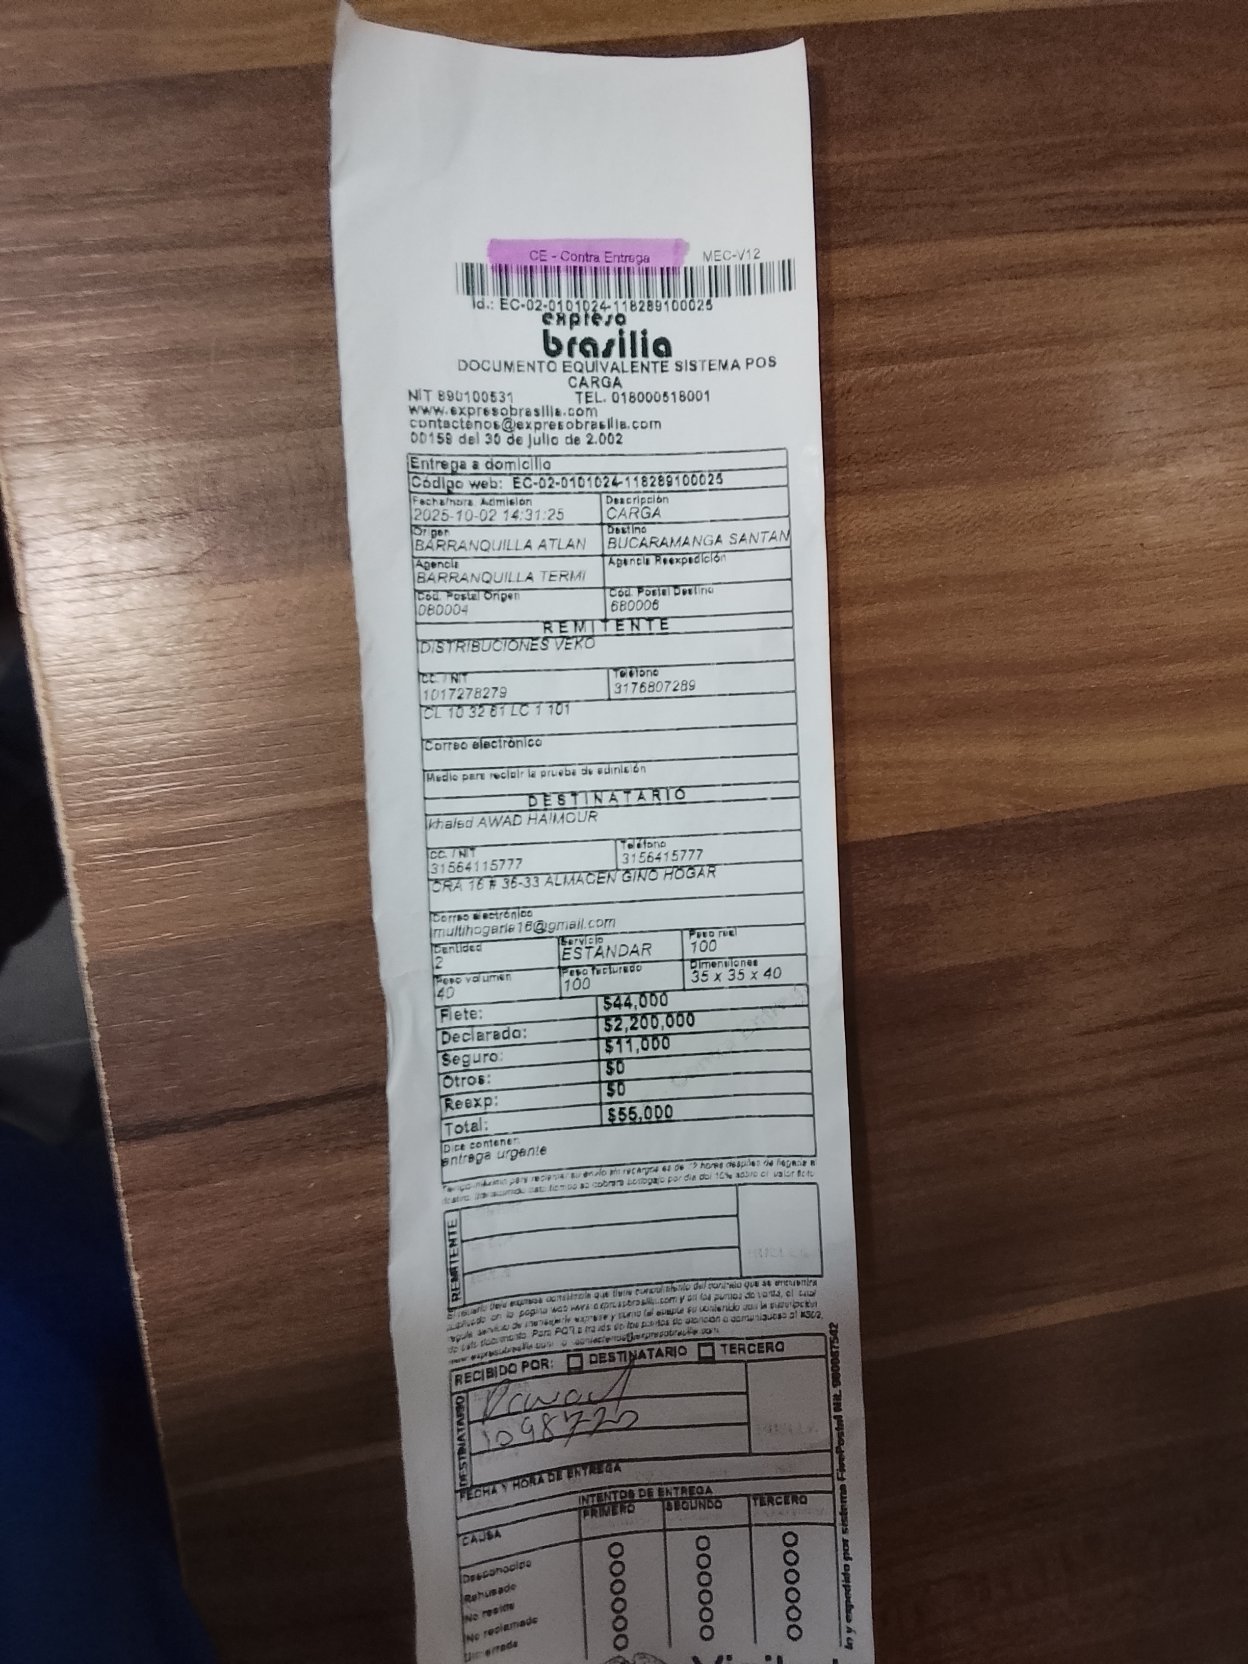 CE - Contra Entrega MEC-V12
Id.: EC-02-0101024-118289100025
expreso
brasilia
DOCUMENTO EQUIVALENTE SISTEMA POS
CARGA
NIT 890100531 TEL. 018000518001
www.expresobrasilia.com
contactenos@expresobrasilia.com
00159 del 30 de julio de 2.002
Entrega a domicilio
Código web: EC-02-0101024-118289100025
Fecha/hora Admisión Descripción
2025-10-02 14:31:25 CARGA
Origen Destino
BARRANQUILLA ATLAN BUCARAMANGA SANTAN
Agencia Agencia Reexpedición
BARRANQUILLA TERMI
Cód. Postal Origen Cód. Postal Destino
080004 680006
REMITENTE
DISTRIBUCIONES VEKO
CC. / NIT Teléfono
1017278279 3176807289
CL 10 32 61 LC 1 101
Correo electrónico
Medio para recibir la prueba de admisión
DESTINATARIO
khaled AWAD HAIMOUR
CC. / NIT Teléfono
31564115777 3156415777
CRA 16 # 35-33 ALMACEN GINO HOGAR
Correo electrónico
multihogarla16@gmail.com
Cantidad Servicio Peso real
2 ESTANDAR 100
Peso volumen Peso facturado Dimensiones
40 100 35 x 35 x 40
Flete: $44,000
Declarado: $2,200,000
Seguro: $11,000
Otros: $0
Reexp: $0
Total: $55,000
Dice contener:
entrega urgente
REMITENTE
RECIBIDO POR: DESTINATARIO TERCERO
DESTINATARIO
FECHA Y HORA DE ENTREGA
INTENTOS DE ENTREGA
CAUSA PRIMERO SEGUNDO TERCERO
Desconocido
Rehusado
No reside
No reclamado